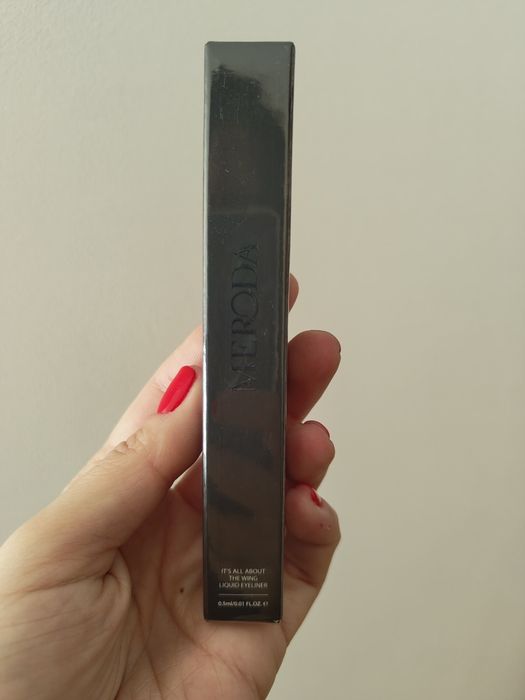 MERODA
IT'S ALL ABOUT
THE WING
LIQUID EYELINER
0.5ml/0.01 FL.OZ. ℮